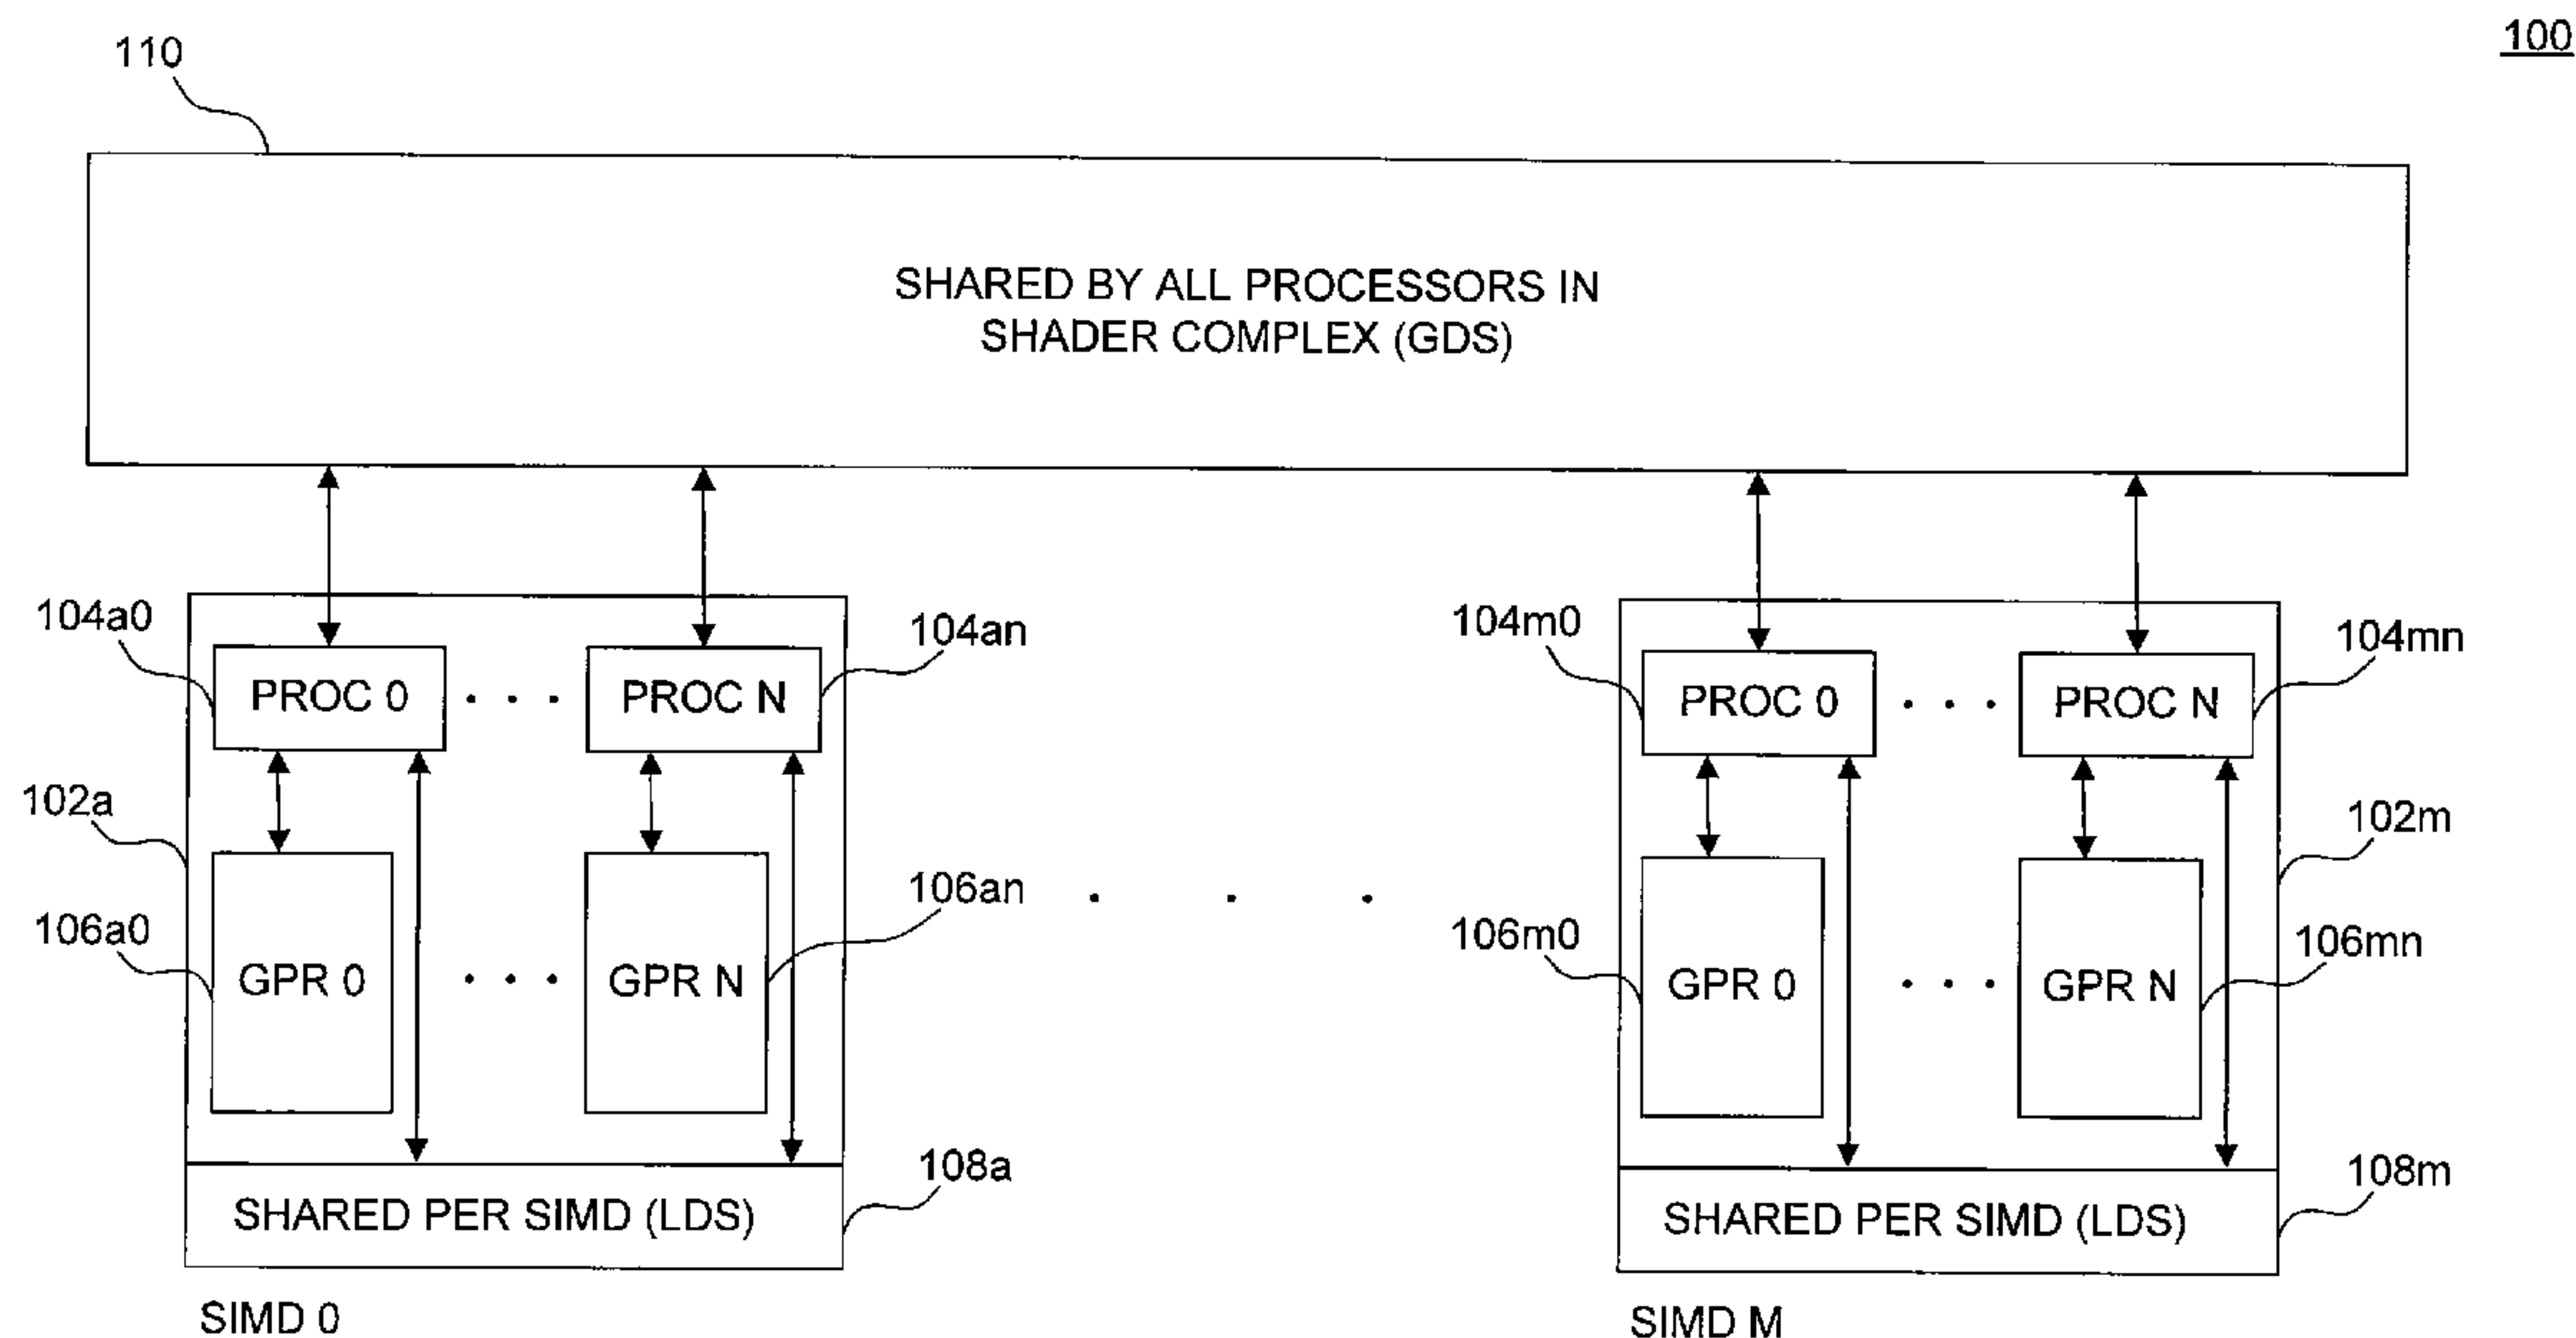 100
110
SHARED BY ALL PROCESSORS IN
SHADER COMPLEX (GDS)
104a0
PROC 0
PROC N
104an
104m0
PROC 0
PROC N
104mn
102a
102m
106a0
GPR 0
GPR N
106an
106m0
GPR 0
GPR N
106mn
SHARED PER SIMD (LDS)
108a
SHARED PER SIMD (LDS)
108m
SIMD 0
SIMD M